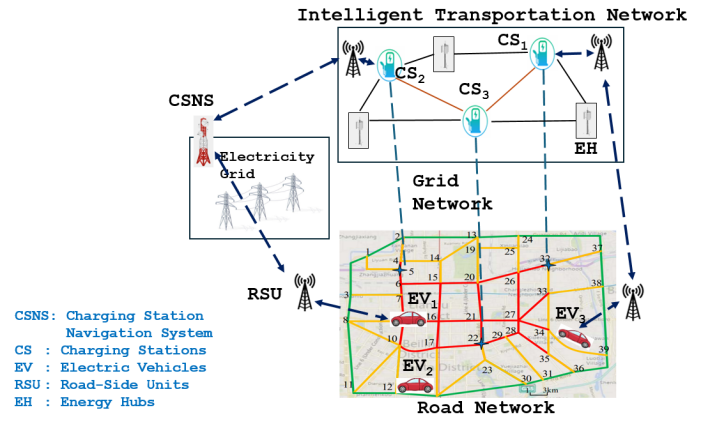 Intelligent Transportation Network
CS1
CS2
CS3
CSNS
EH
Electricity
Grid
Grid
Network
2
13
24
1
14
19
25
37
4
5
32
6
15
20
26
38
3
7
33
RSU
EV1
EV3
8
16
21
27
34
10
17
22
29
28
39
35
EV2
23
36
11
12
30
31
3km
Road Network
CSNS: Charging Station
Navigation System
CS : Charging Stations
EV : Electric Vehicles
RSU: Road-Side Units
EH : Energy Hubs